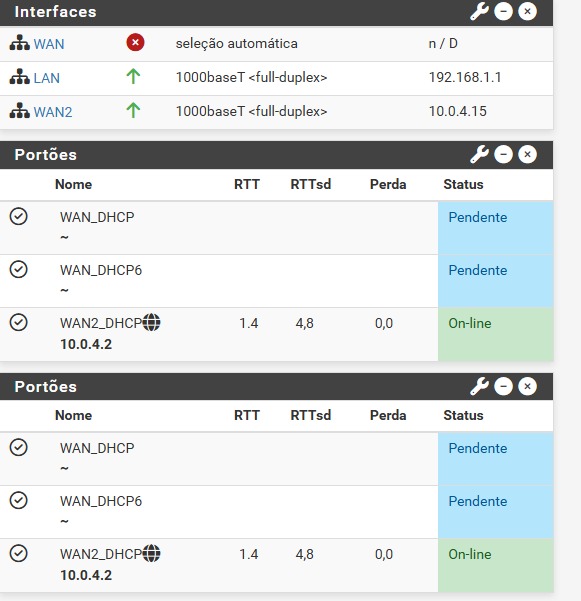 Interfaces
WAN seleção automática n / D
LAN 1000baseT <full-duplex> 192.168.1.1
WAN2 1000baseT <full-duplex> 10.0.4.15
Portões
Nome RTT RTTsd Perda Status
WAN_DHCP Pendente
~
WAN_DHCP6 Pendente
~
WAN2_DHCP 1.4 4,8 0,0 On-line
10.0.4.2
Portões
Nome RTT RTTsd Perda Status
WAN_DHCP Pendente
~
WAN_DHCP6 Pendente
~
WAN2_DHCP 1.4 4,8 0,0 On-line
10.0.4.2